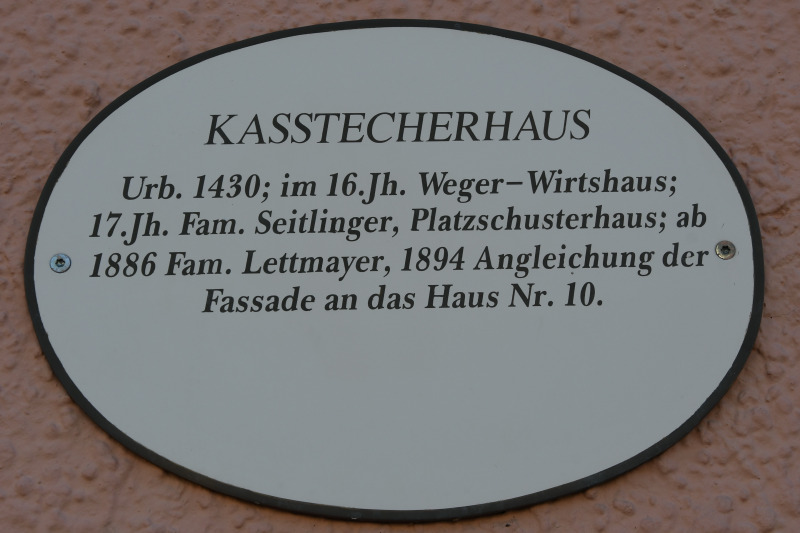 KASSTECHERHAUS
Urb. 1430; im 16.Jh. Weger-Wirtshaus;
17.Jh. Fam. Seitlinger, Platzschusterhaus; ab
1886 Fam. Lettmayer, 1894 Angleichung der
Fassade an das Haus Nr. 10.